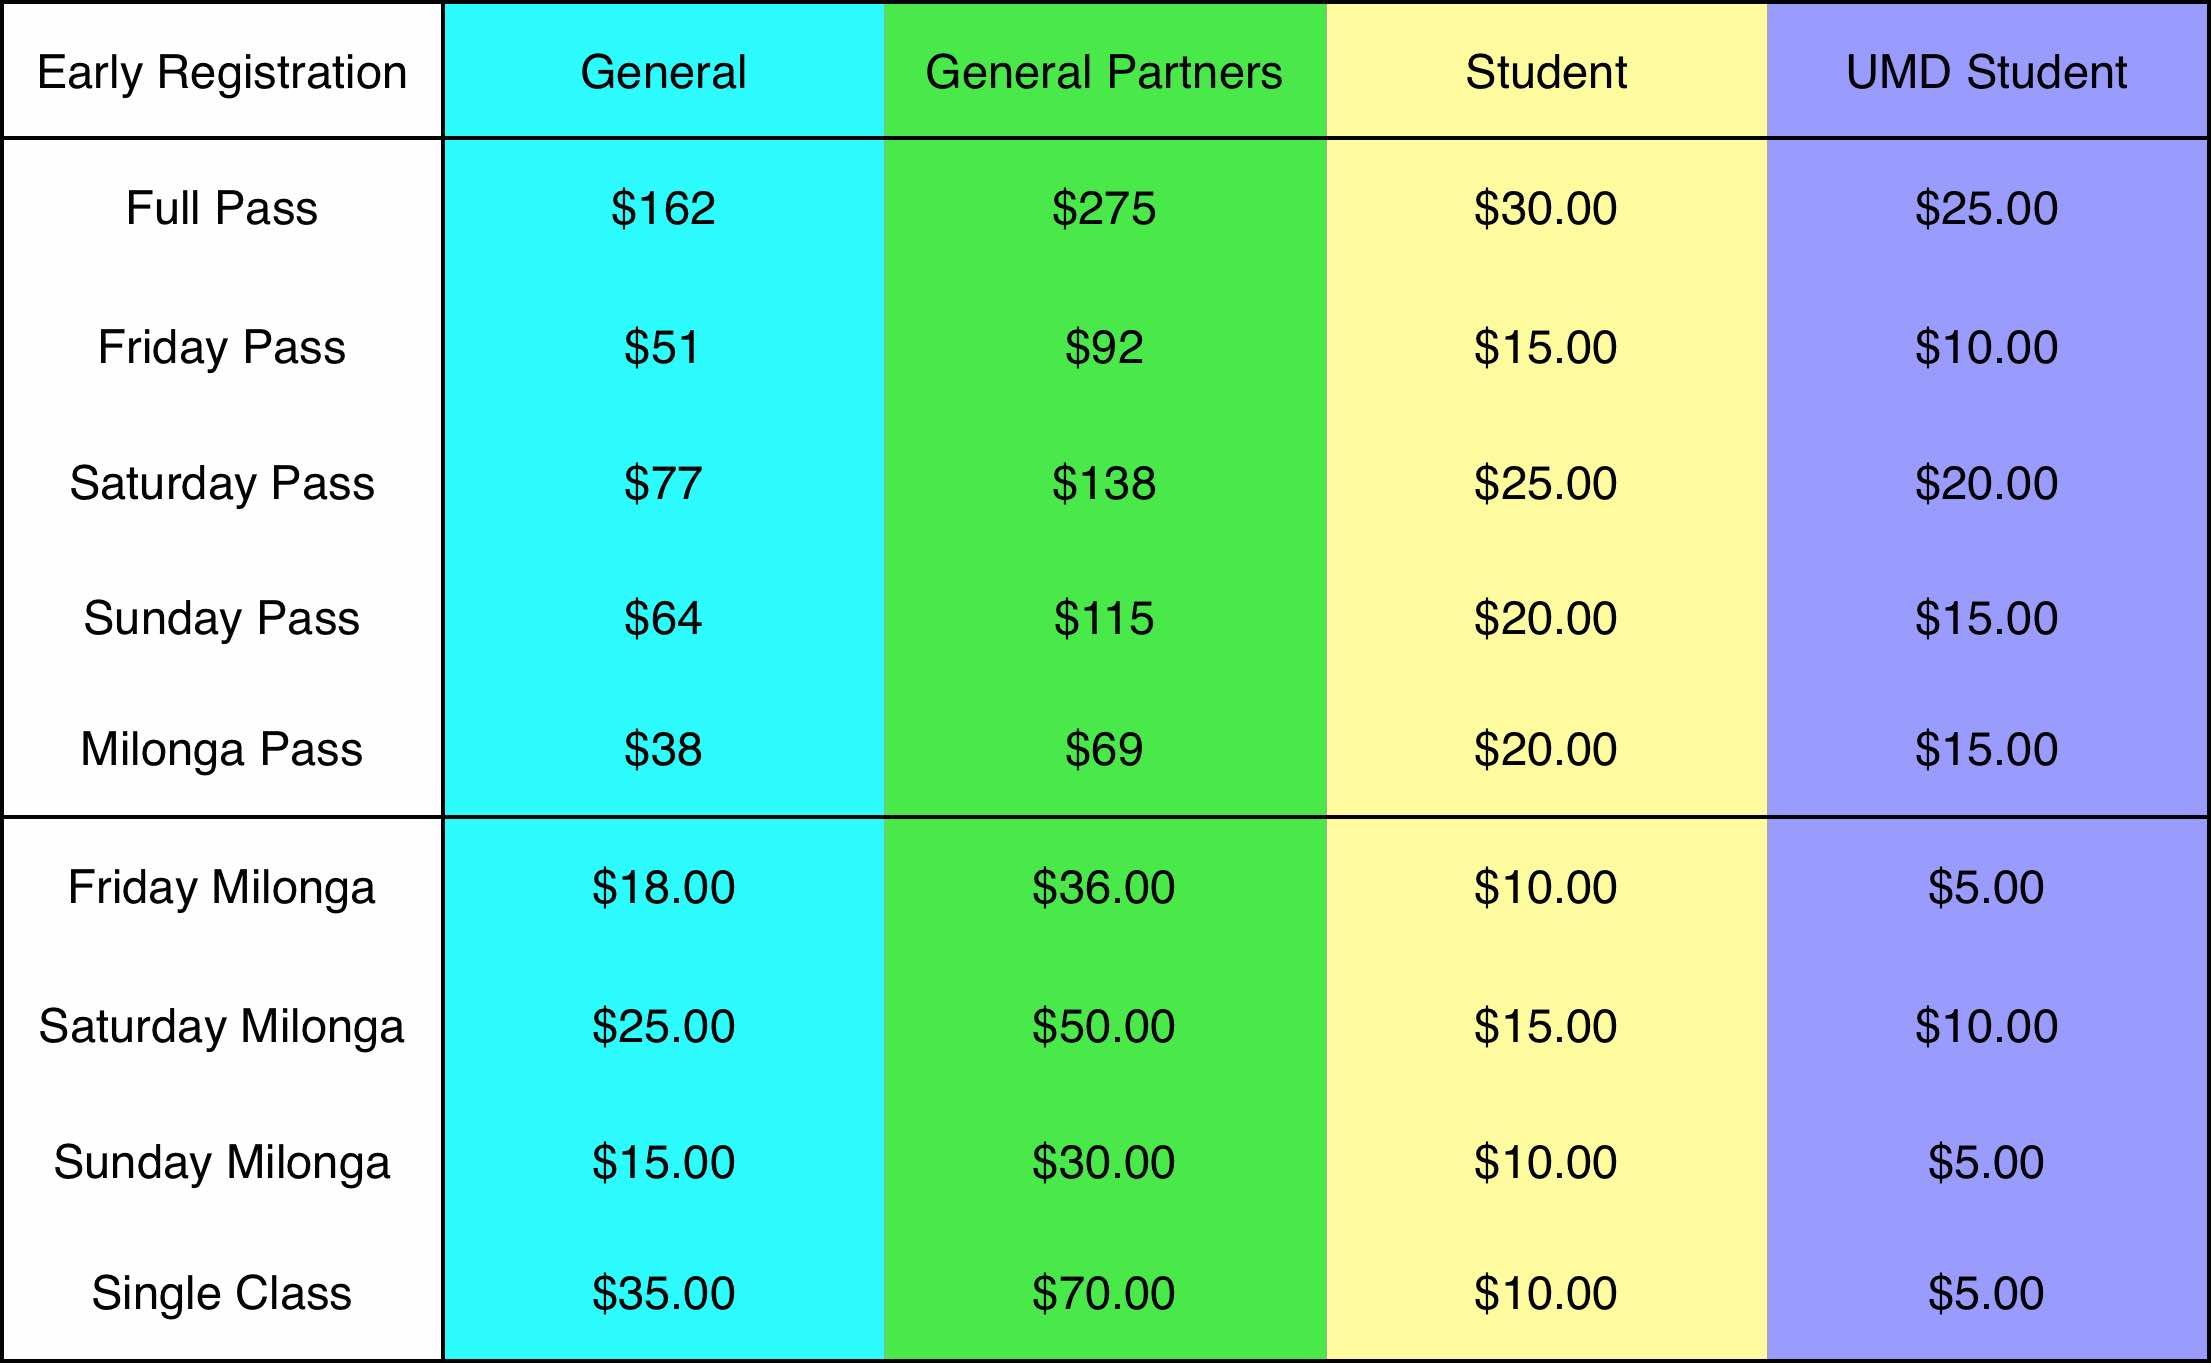 Early Registration General General Partners Student UMD Student
Full Pass $162 $275 $30.00 $25.00
Friday Pass $51 $92 $15.00 $10.00
Saturday Pass $77 $138 $25.00 $20.00
Sunday Pass $64 $115 $20.00 $15.00
Milonga Pass $38 $69 $20.00 $15.00
Friday Milonga $18.00 $36.00 $10.00 $5.00
Saturday Milonga $25.00 $50.00 $15.00 $10.00
Sunday Milonga $15.00 $30.00 $10.00 $5.00
Single Class $35.00 $70.00 $10.00 $5.00